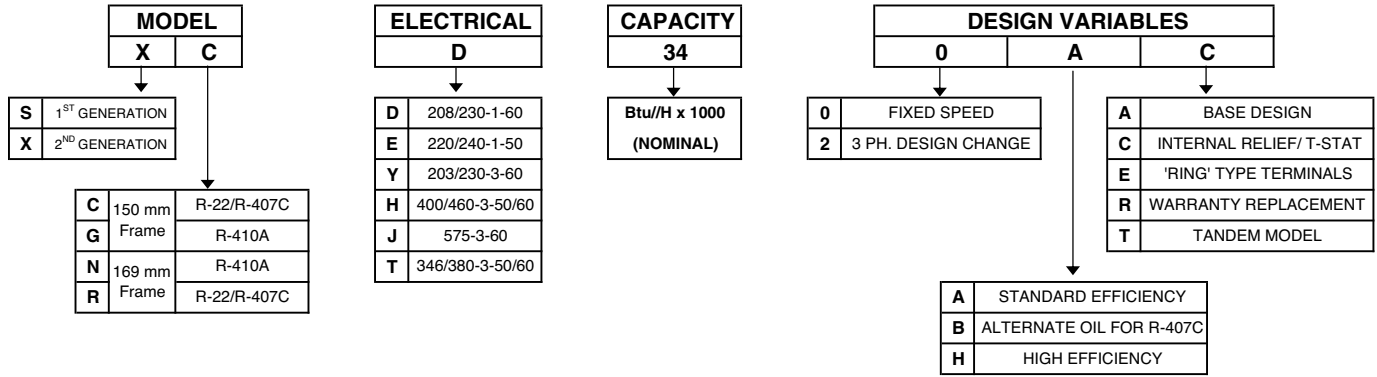 MODEL
X C
S 1ST GENERATION
X 2ND GENERATION
C 150 mm Frame R-22/R-407C
G R-410A
N 169 mm Frame R-410A
R R-22/R-407C
ELECTRICAL
D
D 208/230-1-60
E 220/240-1-50
Y 203/230-3-60
H 400/460-3-50/60
J 575-3-60
T 346/380-3-50/60
CAPACITY
34
Btu//H x 1000
(NOMINAL)
DESIGN VARIABLES
0 A C
0 FIXED SPEED
2 3 PH. DESIGN CHANGE
A STANDARD EFFICIENCY
B ALTERNATE OIL FOR R-407C
H HIGH EFFICIENCY
A BASE DESIGN
C INTERNAL RELIEF/ T-STAT
E 'RING' TYPE TERMINALS
R WARRANTY REPLACEMENT
T TANDEM MODEL